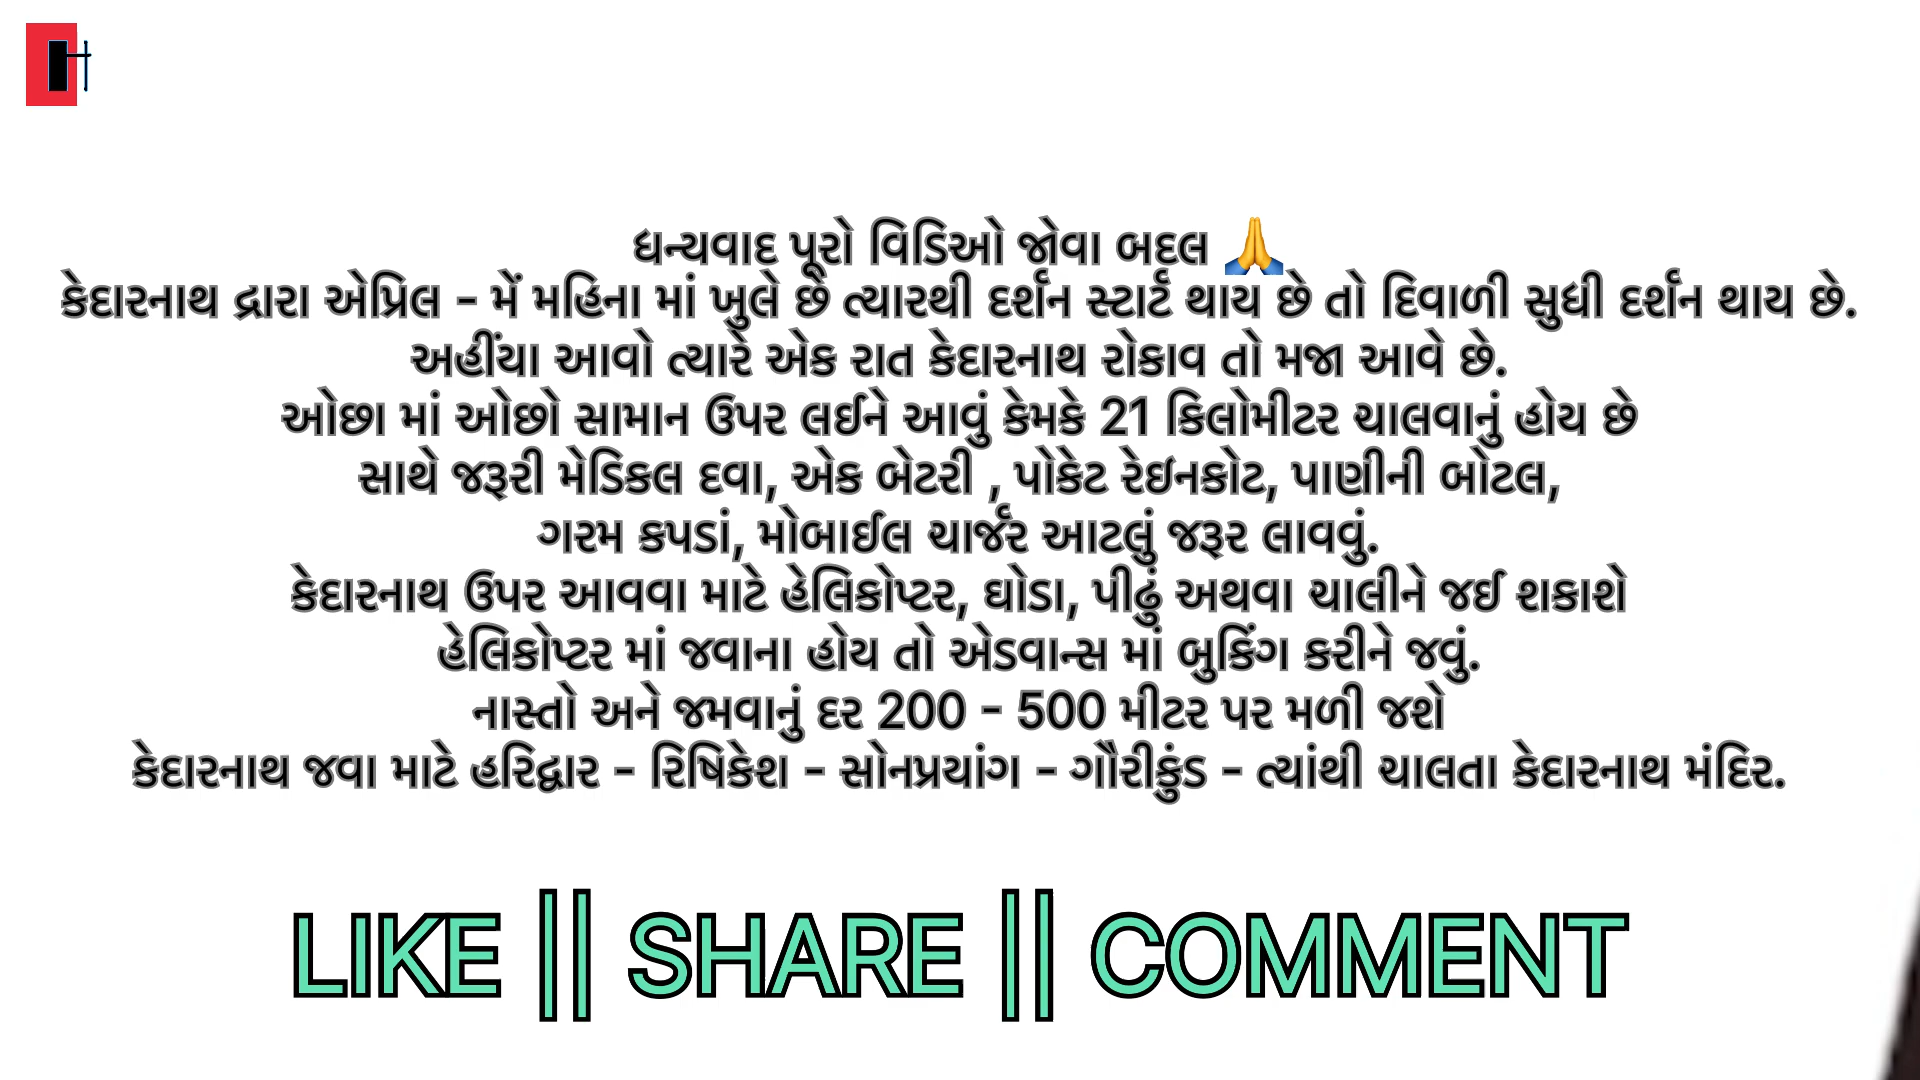 ધન્યવાદ પૂરો વિડિઓ જોવા બદલ 🙏
કેદારનાથ દ્રારા એપ્રિલ - મેં મહિના માં ખુલે છે ત્યારથી દર્શન સ્ટાર્ટ થાય છે તો દિવાળી સુધી દર્શન થાય છે.
અહીંયા આવો ત્યારે એક રાત કેદારનાથ રોકાવ તો મજા આવે છે.
ઓછા માં ઓછો સામાન ઉપર લઈને આવું કેમકે 21 કિલોમીટર ચાલવાનું હોય છે
સાથે જરૂરી મેડિકલ દવા, એક બેટરી , પોકેટ રેઈનકોટ, પાણીની બોટલ,
ગરમ કપડાં, મોબાઈલ ચાર્જર આટલું જરૂર લાવવું.
કેદારનાથ ઉપર આવવા માટે હેલિકોપ્ટર, ઘોડા, પીઢું અથવા ચાલીને જઈ શકાશે
હેલિકોપ્ટર માં જવાના હોય તો એડવાન્સ માં બુકિંગ કરીને જવું.
નાસ્તો અને જમવાનું દર 200 - 500 મીટર પર મળી જશે
કેદારનાથ જવા માટે હરિદ્વાર - રિષિકેશ - સોનપ્રયાંગ - ગૌરીકુંડ - ત્યાંથી ચાલતા કેદારનાથ મંદિર.
LIKE || SHARE || COMMENT